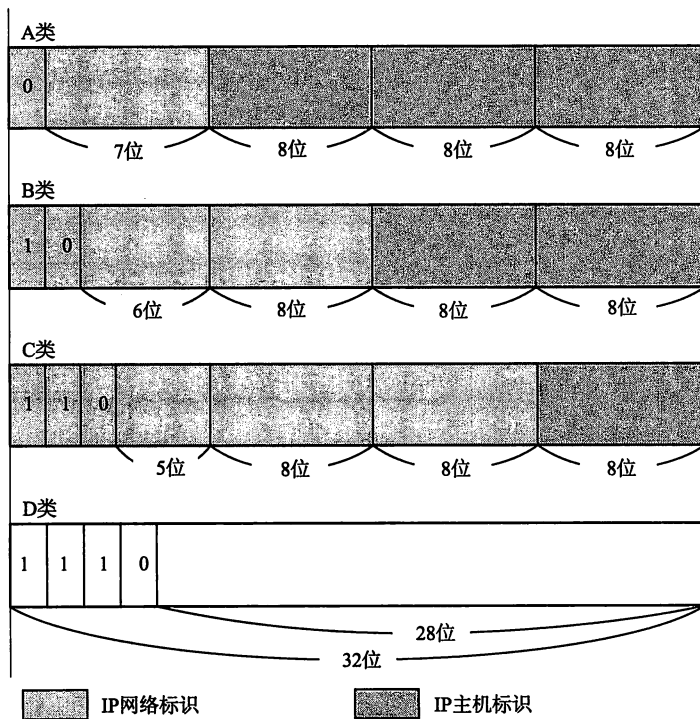 A类
0
7位 8位 8位 8位
B类
1 0
6位 8位 8位 8位
C类
1 1 0
5位 8位 8位 8位
D类
1 1 1 0
28位
32位
IP网络标识 IP主机标识